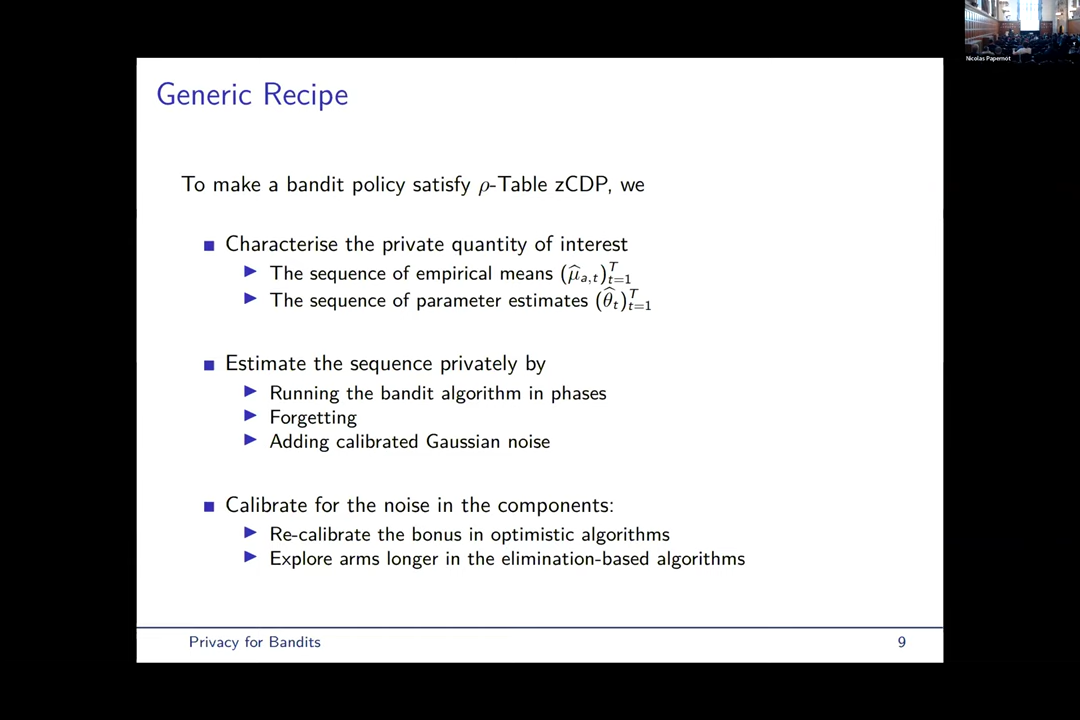 Nicolas Papernot
Generic Recipe
To make a bandit policy satisfy ρ-Table zCDP, we
■ Characterise the private quantity of interest
▶ The sequence of empirical means (μ̂_{a,t})_{t=1}^T
▶ The sequence of parameter estimates (θ̂_t)_{t=1}^T
■ Estimate the sequence privately by
▶ Running the bandit algorithm in phases
▶ Forgetting
▶ Adding calibrated Gaussian noise
■ Calibrate for the noise in the components:
▶ Re-calibrate the bonus in optimistic algorithms
▶ Explore arms longer in the elimination-based algorithms
Privacy for Bandits 9